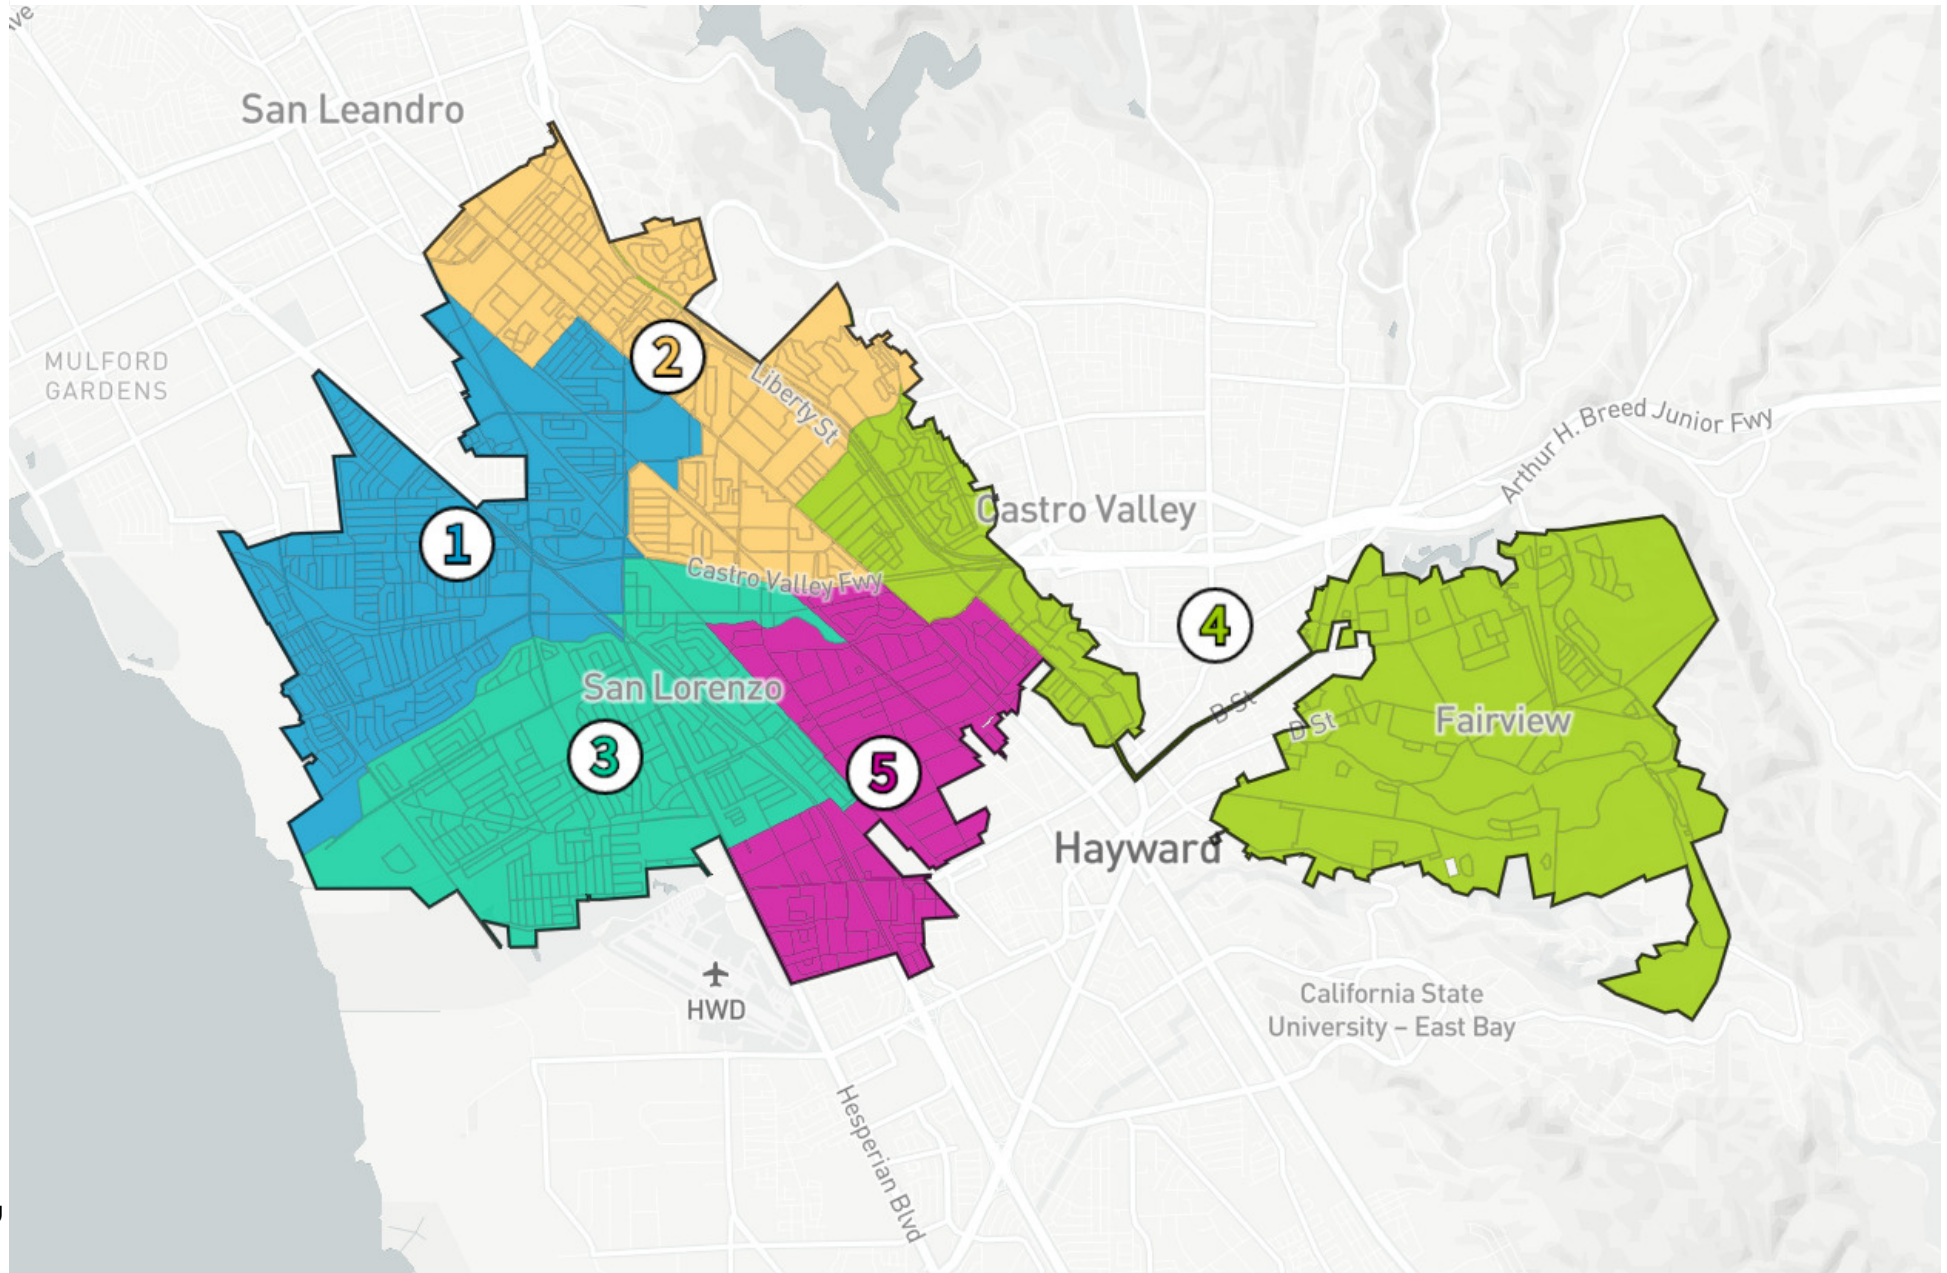 San Leandro
MULFORD
GARDENS
2
Liberty St
Arthur H. Breed Junior Fwy
Castro Valley
1
Castro Valley Fwy
4
San Lorenzo
B St
D St
Fairview
3
5
Hayward
HWD
California State
University – East Bay
Hesperian Blvd